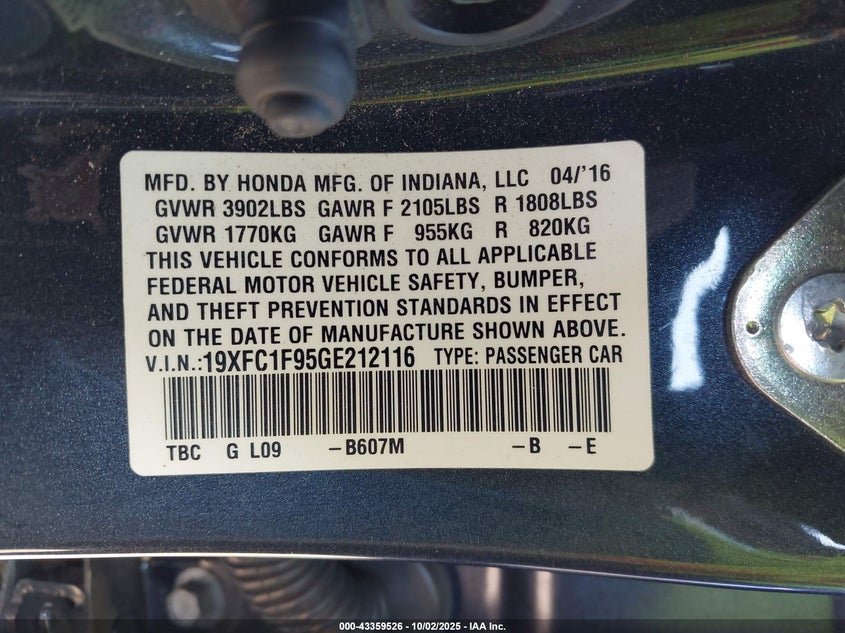 MFD. BY HONDA MFG. OF INDIANA, LLC 04/'16
GVWR 3902LBS GAWR F 2105LBS R 1808LBS
GVWR 1770KG GAWR F 955KG R 820KG
THIS VEHICLE CONFORMS TO ALL APPLICABLE
FEDERAL MOTOR VEHICLE SAFETY, BUMPER,
AND THEFT PREVENTION STANDARDS IN EFFECT
ON THE DATE OF MANUFACTURE SHOWN ABOVE.
V.I.N.:19XFC1F95GE212116 TYPE: PASSENGER CAR
TBC G L09 -B607M -B -E
000-43359526 - 10/02/2025 - IAA Inc.